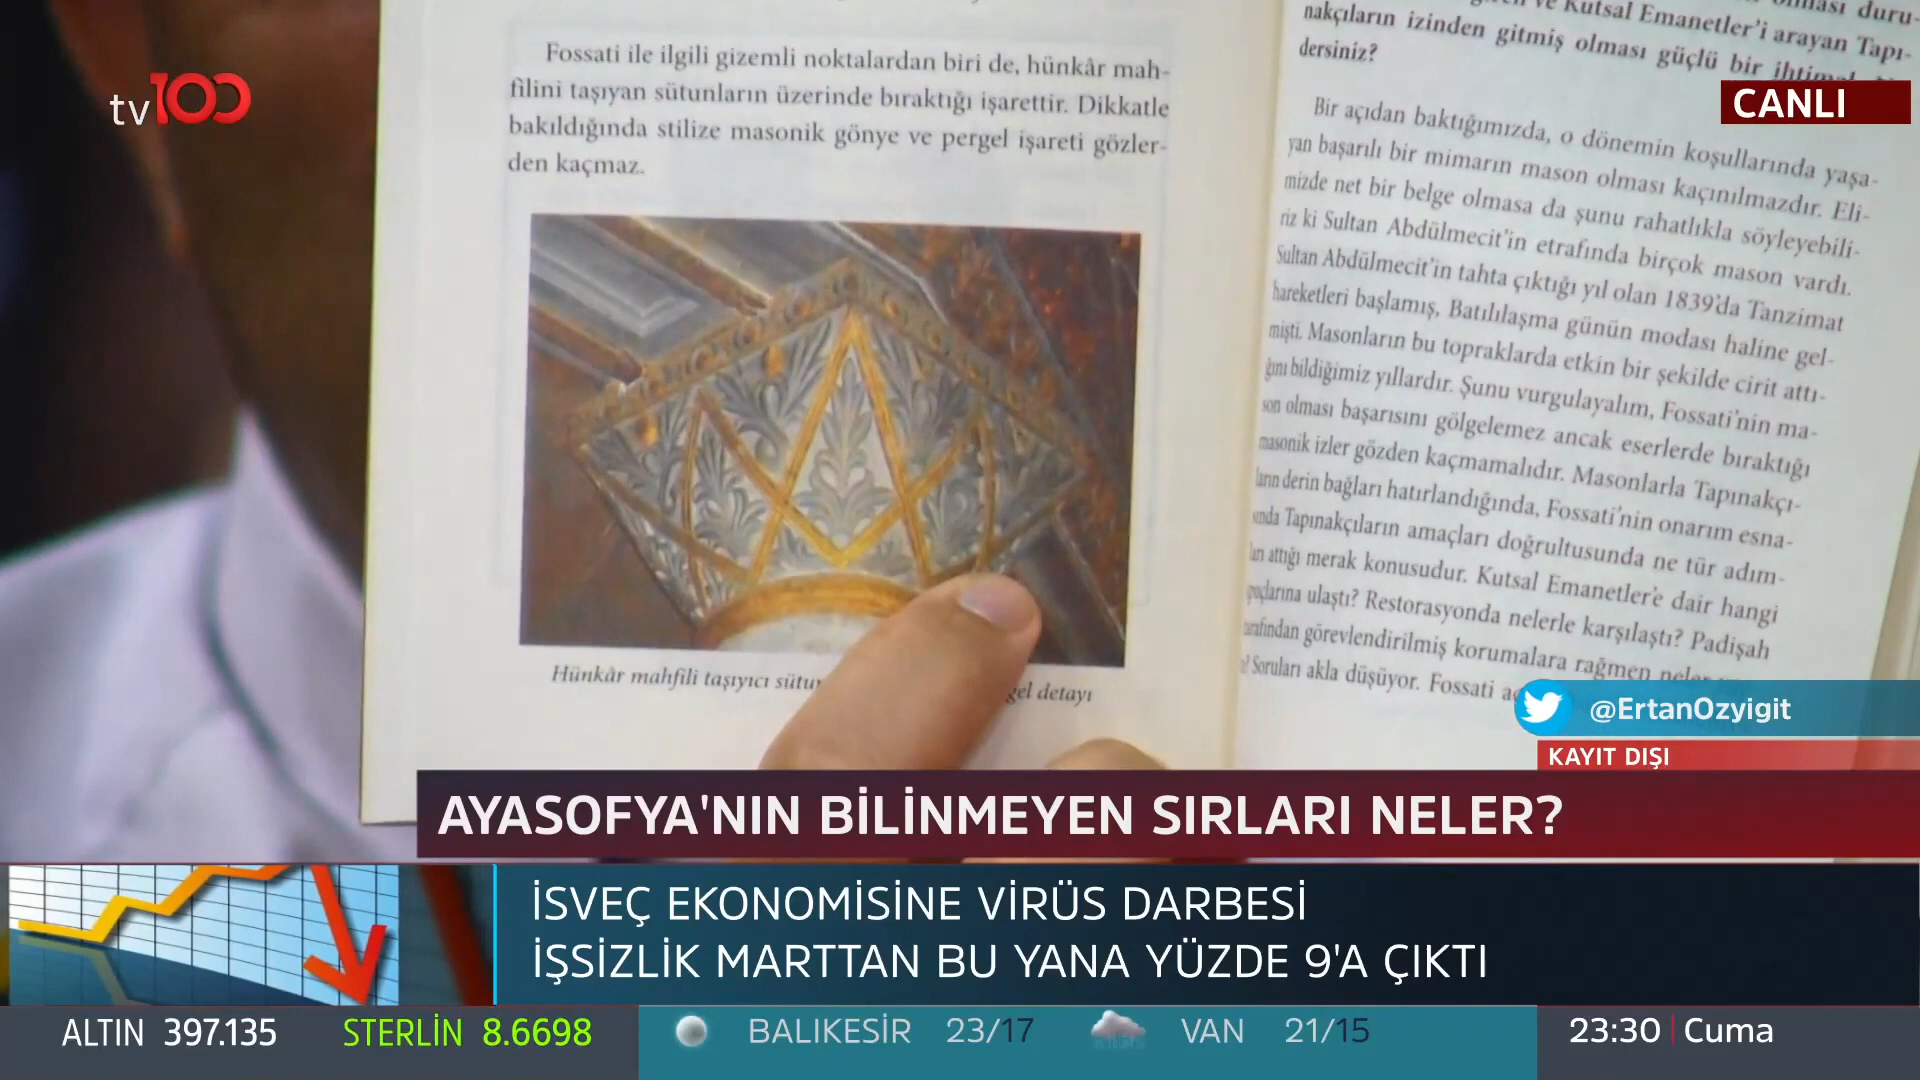 tv100
CANLI
Fossati ile ilgili gizemli noktalardan biri de, hünkâr mah-
filini taşıyan sütunların üzerinde bıraktığı işarettir. Dikkatle
bakıldığında stilize masonik gönye ve pergel işareti gözler-
den kaçmaz.
Hünkâr mahfili taşıyıcı
gel detayı
ve Kutsal Emanetler'i arayan Tapı-
nakçıların izinden gitmiş olması güçlü bir
dersiniz?
Bir açıdan baktığımızda, o dönemin koşullarında yaşa-
yan başarılı bir mimarın mason olması kaçınılmazdır. Eli-
mizde net bir belge olmasa da şunu rahatlıkla söyleyebili-
riz ki Sultan Abdülmecit'in etrafında birçok mason vardı.
Sultan Abdülmecit'in tahta çıktığı yıl olan 1839'da Tanzimat
hareketleri başlamış, Batılılaşma günün modası haline gel-
mişti. Masonların bu topraklarda etkin bir şekilde cirit attı-
ğını bildiğimiz yıllardır. Şunu vurgulayalım, Fossati'nin ma-
son olması başarısını gölgelemez ancak eserlerde bıraktığı
masonik izler gözden kaçmamalıdır. Masonlarla Tapınakçı-
ların derin bağları hatırlandığında, Fossati'nin onarım esna-
sında Tapınakçıların amaçları doğrultusunda ne tür adım-
attığı merak konusudur. Kutsal Emanetler'e dair hangi
ulaştı? Restorasyonda nelerle karşılaştı? Padişah
tarafından görevlendirilmiş korumalara rağmen
Soruları akla düşüyor. Fossati
@ErtanOzyigit
KAYIT DIŞI
AYASOFYA'NIN BİLİNMEYEN SIRLARI NELER?
İSVEÇ EKONOMİSİNE VİRÜS DARBESİ
İŞSİZLİK MARTTAN BU YANA YÜZDE 9'A ÇIKTI
ALTIN 397.135 STERLİN 8.6698 BALIKESİR 23/17 VAN 21/15 23:30 Cuma